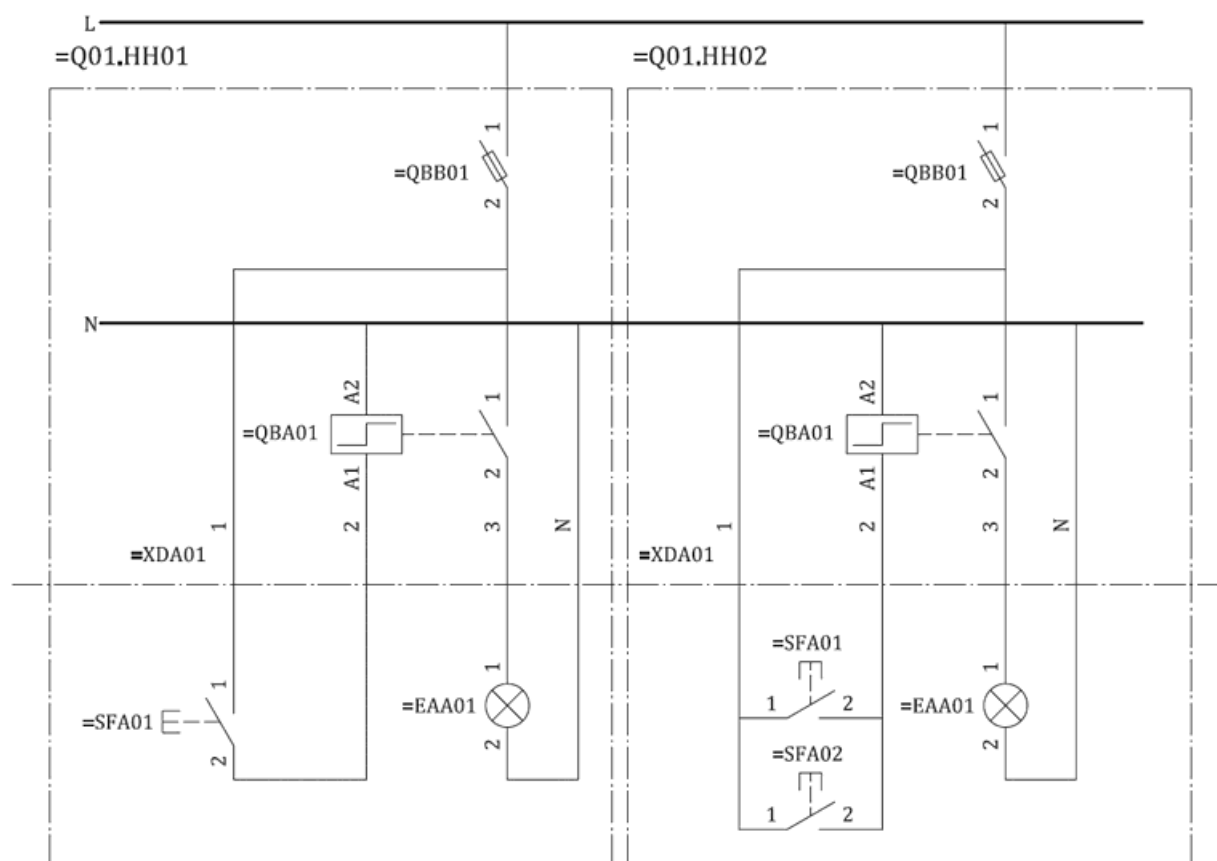 L
=Q01.HH01
=Q01.HH02
1
=QBB01
2
1
=QBB01
2
N
A2
1
=QBA01
A1
2
1
2
3
N
=XDA01
A2
1
=QBA01
A1
2
1
2
3
N
=XDA01
1
=SFA01
2
1
=EAA01
2
=SFA01
1 2
=SFA02
1 2
1
=EAA01
2